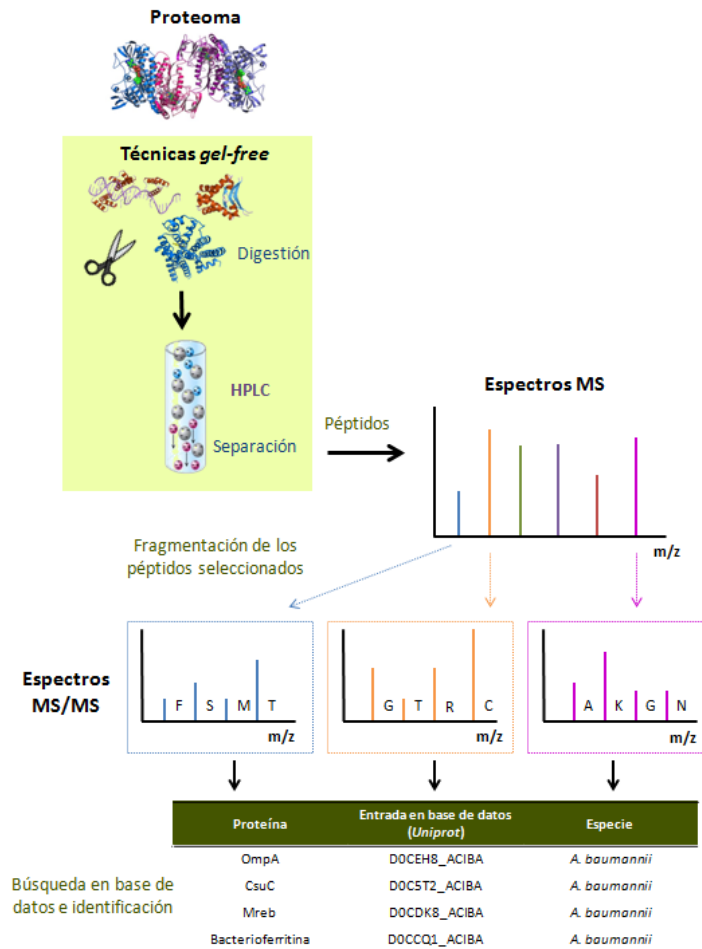 Proteoma
Técnicas gel-free
Digestión
HPLC
Separación
Péptidos
Espectros MS
m/z
Fragmentación de los
péptidos seleccionados
Espectros
MS/MS
F S M T
m/z
G T R C
m/z
A K G N
m/z
Proteína
Entrada en base de datos
(Uniprot)
Especie
OmpA D0CEH8_ACIBA A. baumannii
CsuC D0C5T2_ACIBA A. baumannii
Mreb D0CDK8_ACIBA A. baumannii
Bacterioferritina D0CCQ1_ACIBA A. baumannii
Búsqueda en base de
datos e identificación